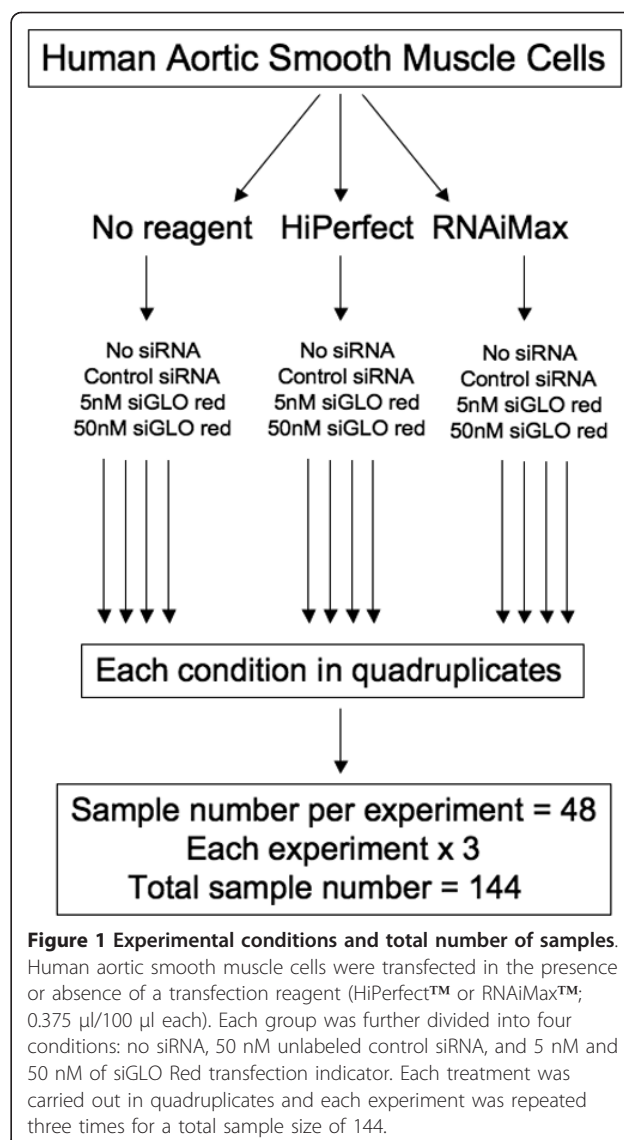 Human Aortic Smooth Muscle Cells
No reagent HiPerfect RNAiMax
No siRNA No siRNA No siRNA
Control siRNA Control siRNA Control siRNA
5nM siGLO red 5nM siGLO red 5nM siGLO red
50nM siGLO red 50nM siGLO red 50nM siGLO red
Each condition in quadruplicates
Sample number per experiment = 48
Each experiment x 3
Total sample number = 144
Figure 1 Experimental conditions and total number of samples.
Human aortic smooth muscle cells were transfected in the presence
or absence of a transfection reagent (HiPerfect™ or RNAiMax™;
0.375 μl/100 μl each). Each group was further divided into four
conditions: no siRNA, 50 nM unlabeled control siRNA, and 5 nM and
50 nM of siGLO Red transfection indicator. Each treatment was
carried out in quadruplicates and each experiment was repeated
three times for a total sample size of 144.